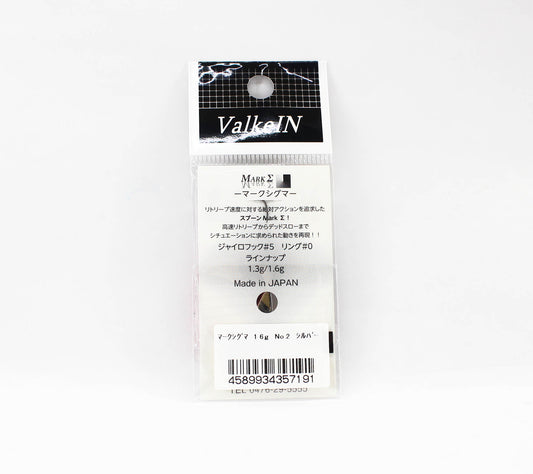 ValkeIN
MARK Σ
ーマークシグマー
リトリーブ速度に対する絶対アクションを追求した
スプーン Mark Σ！
高速リトリーブからデッドスローまで
シチュエーションに求められた動きを再現！！
ジャイロフック#5　リング#0
ラインナップ
1.3g/1.6g
Made in JAPAN
ﾏｰｸｼｸﾞﾏ 1.6g No.2 ｼﾙﾊﾞｰ
4589934357191
TEL 0476-29-5555